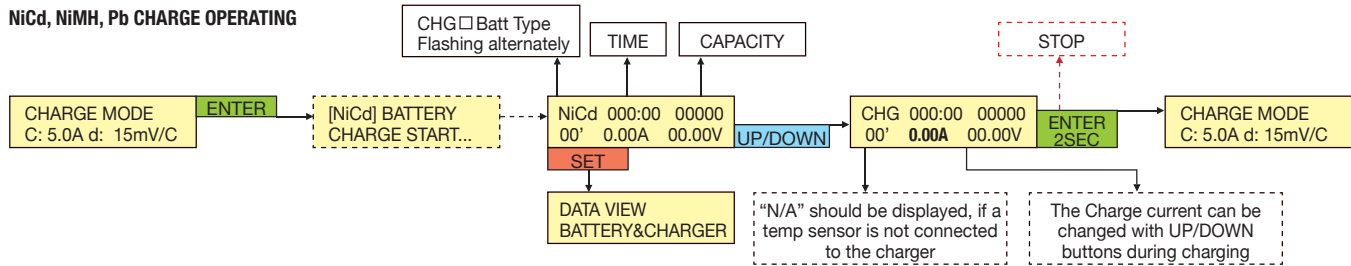 NiCd, NiMH, Pb CHARGE OPERATING
CHG□Batt Type
Flashing alternately
TIME
CAPACITY
STOP
CHARGE MODE
C: 5.0A d: 15mV/C
ENTER
[NiCd] BATTERY
CHARGE START...
NiCd 000:00 00000
00' 0.00A 00.00V
SET
UP/DOWN
CHG 000:00 00000
00' 0.00A 00.00V
ENTER
2SEC
CHARGE MODE
C: 5.0A d: 15mV/C
DATA VIEW
BATTERY&CHARGER
“N/A” should be displayed, if a
temp sensor is not connected
to the charger
The Charge current can be
changed with UP/DOWN
buttons during charging